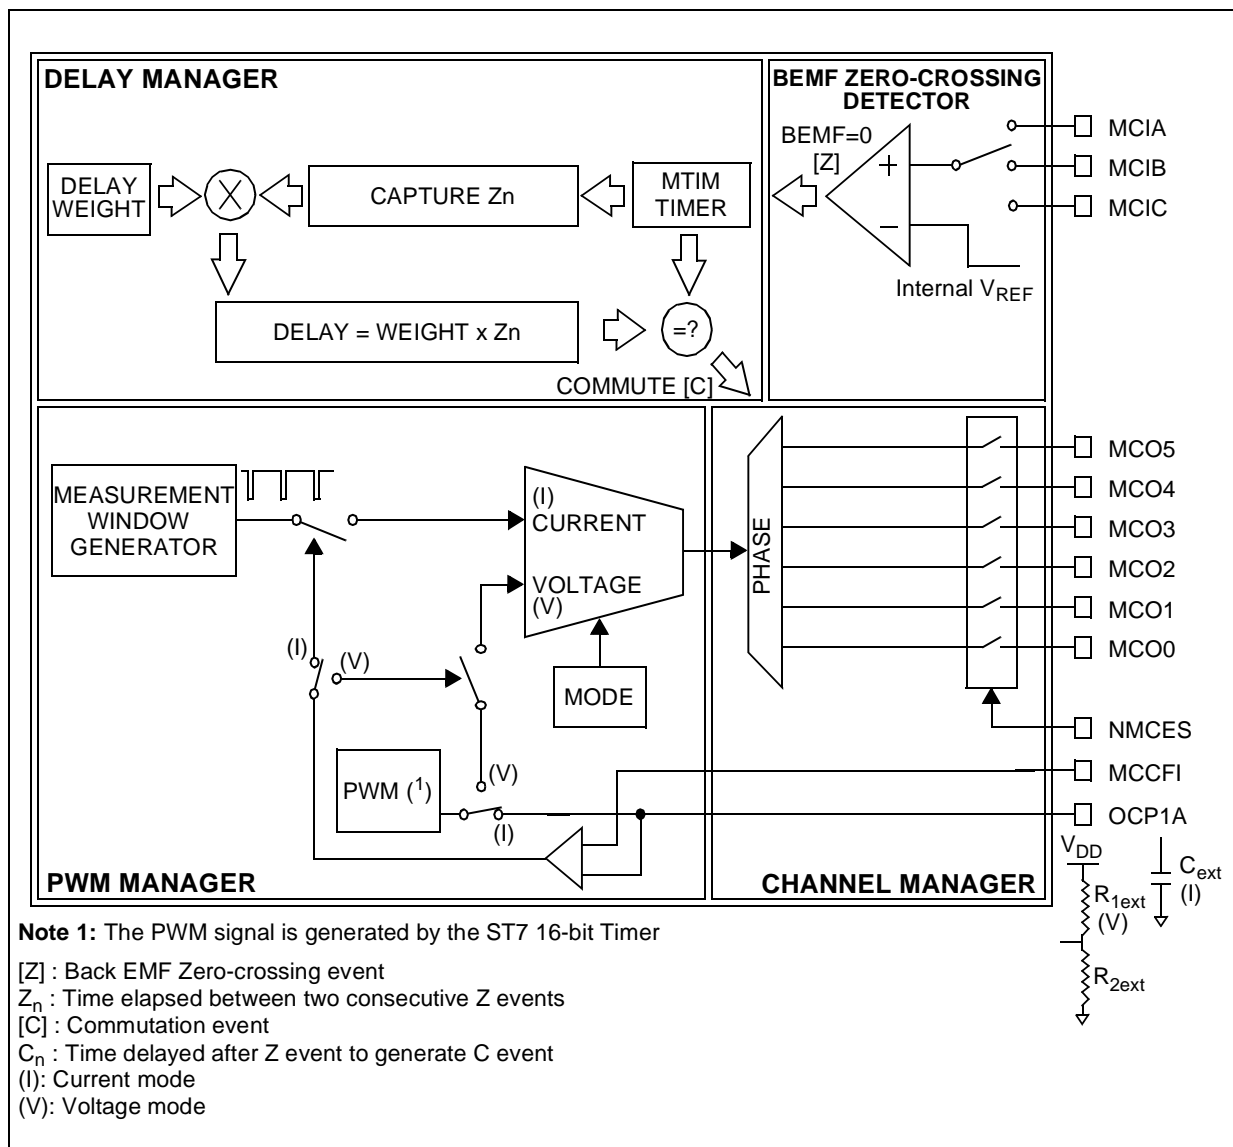 DELAY MANAGER
BEMF ZERO-CROSSING
DETECTOR
BEMF=0
[Z]
+
−
Internal VREF
MCIA
MCIB
MCIC
DELAY
WEIGHT
X
CAPTURE Zn
MTIM
TIMER
DELAY = WEIGHT x Zn
=?
COMMUTE [C]
MEASUREMENT
WINDOW
GENERATOR
(I)
CURRENT
VOLTAGE
(V)
(I)
(V)
MODE
PWM (1)
(V)
(I)
PWM MANAGER
PHASE
CHANNEL MANAGER
MCO5
MCO4
MCO3
MCO2
MCO1
MCO0
NMCES
MCCFI
OCP1A
VDD
R1ext
(V)
R2ext
Cext
(I)
Note 1: The PWM signal is generated by the ST7 16-bit Timer
[Z] : Back EMF Zero-crossing event
Zn : Time elapsed between two consecutive Z events
[C] : Commutation event
Cn : Time delayed after Z event to generate C event
(I): Current mode
(V): Voltage mode